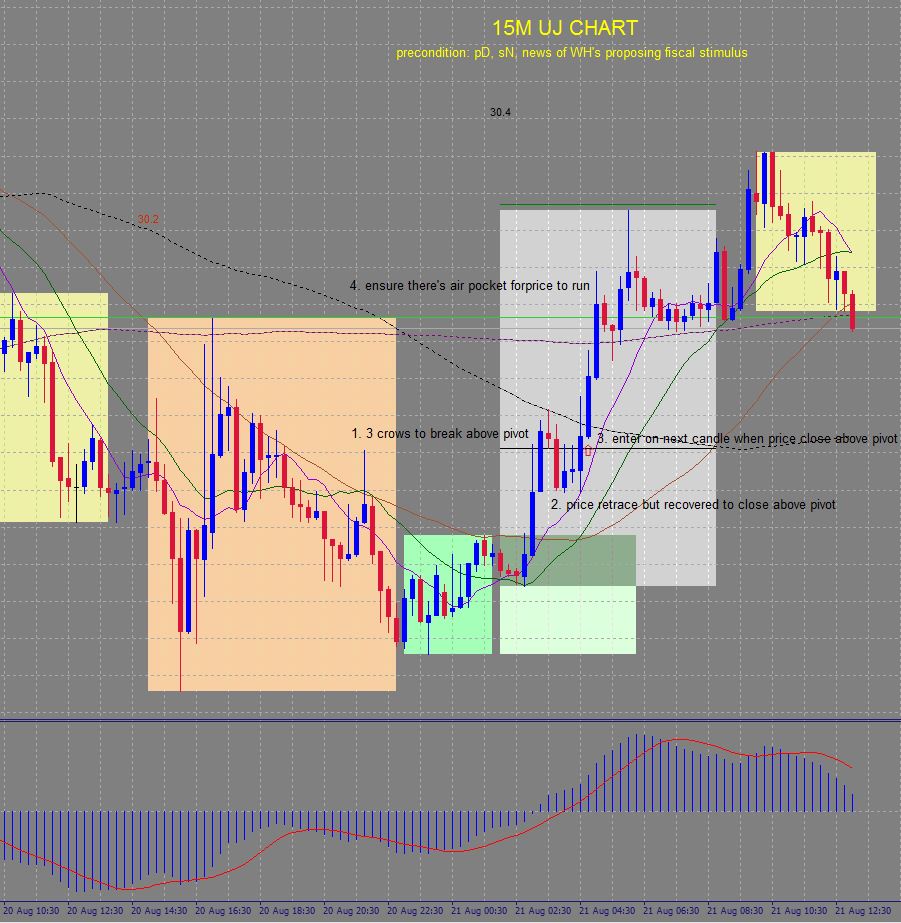 15M UJ CHART
precondition: pD, sN, news of WH's proposing fiscal stimulus
30.4
30.2
4. ensure there's air pocket forprice to run
1. 3 crows to break above pivot
3. enter on next candle when price close above pivot
2. price retrace but recovered to close above pivot
20 Aug 10:30 20 Aug 12:30 20 Aug 14:30 20 Aug 16:30 20 Aug 18:30 20 Aug 20:30 20 Aug 22:30 21 Aug 00:30 21 Aug 02:30 21 Aug 04:30 21 Aug 06:30 21 Aug 08:30 21 Aug 10:30 21 Aug 12:30